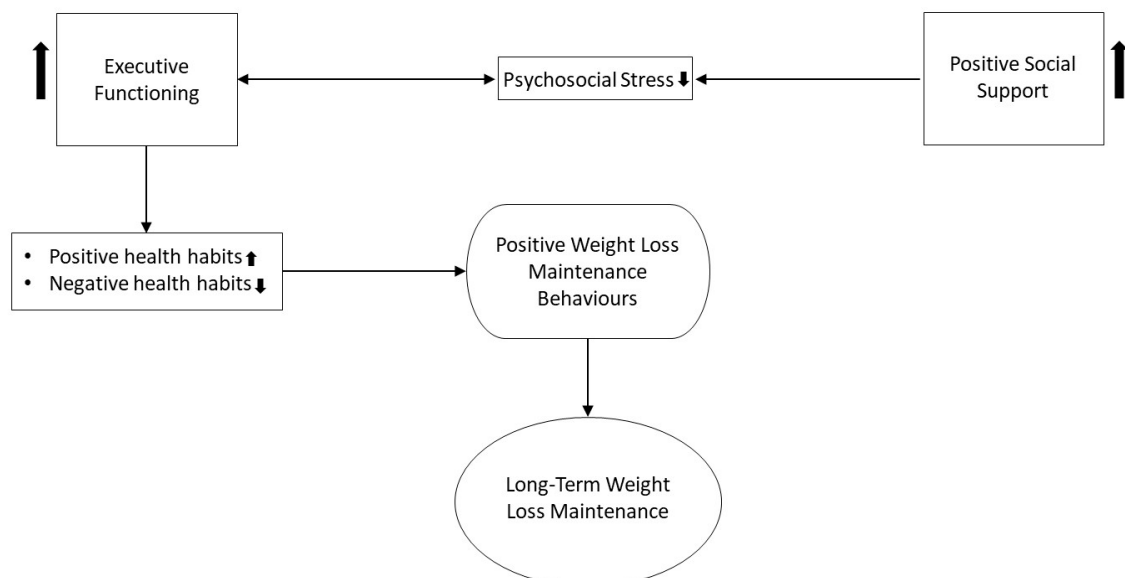 Executive
Functioning
Psychosocial Stress
Positive Social
Support
• Positive health habits
• Negative health habits
Positive Weight Loss
Maintenance
Behaviours
Long-Term Weight
Loss Maintenance